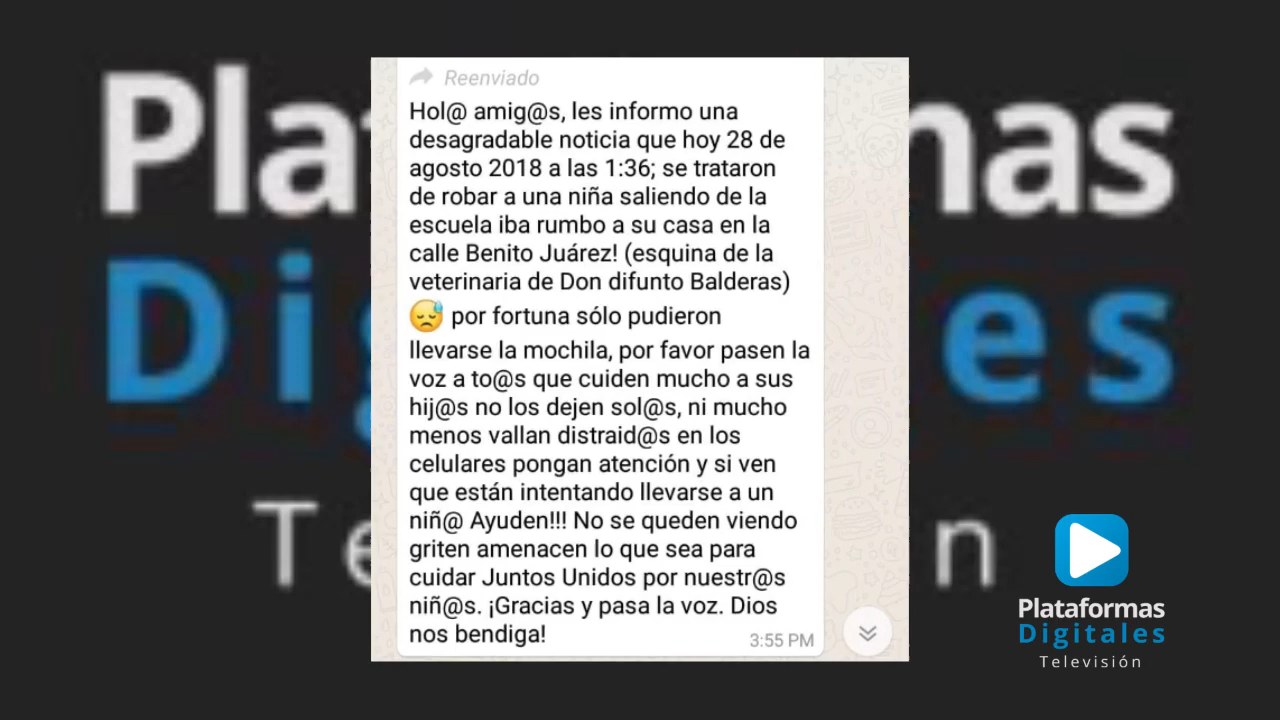 Reenviado
Hol@ amig@s, les informo una
desagradable noticia que hoy 28 de
agosto 2018 a las 1:36; se trataron
de robar a una niña saliendo de la
escuela iba rumbo a su casa en la
calle Benito Juárez! (esquina de la
veterinaria de Don difunto Balderas)
😓 por fortuna sólo pudieron
llevarse la mochila, por favor pasen la
voz a to@s que cuiden mucho a sus
hij@s no los dejen sol@s, ni mucho
menos vallan distraid@s en los
celulares pongan atención y si ven
que están intentando llevarse a un
niñ@ Ayuden!!! No se queden viendo
griten amenacen lo que sea para
cuidar Juntos Unidos por nuestr@s
niñ@s. ¡Gracias y pasa la voz. Dios
nos bendiga!
3:55 PM
Plataformas
Digitales
Televisión